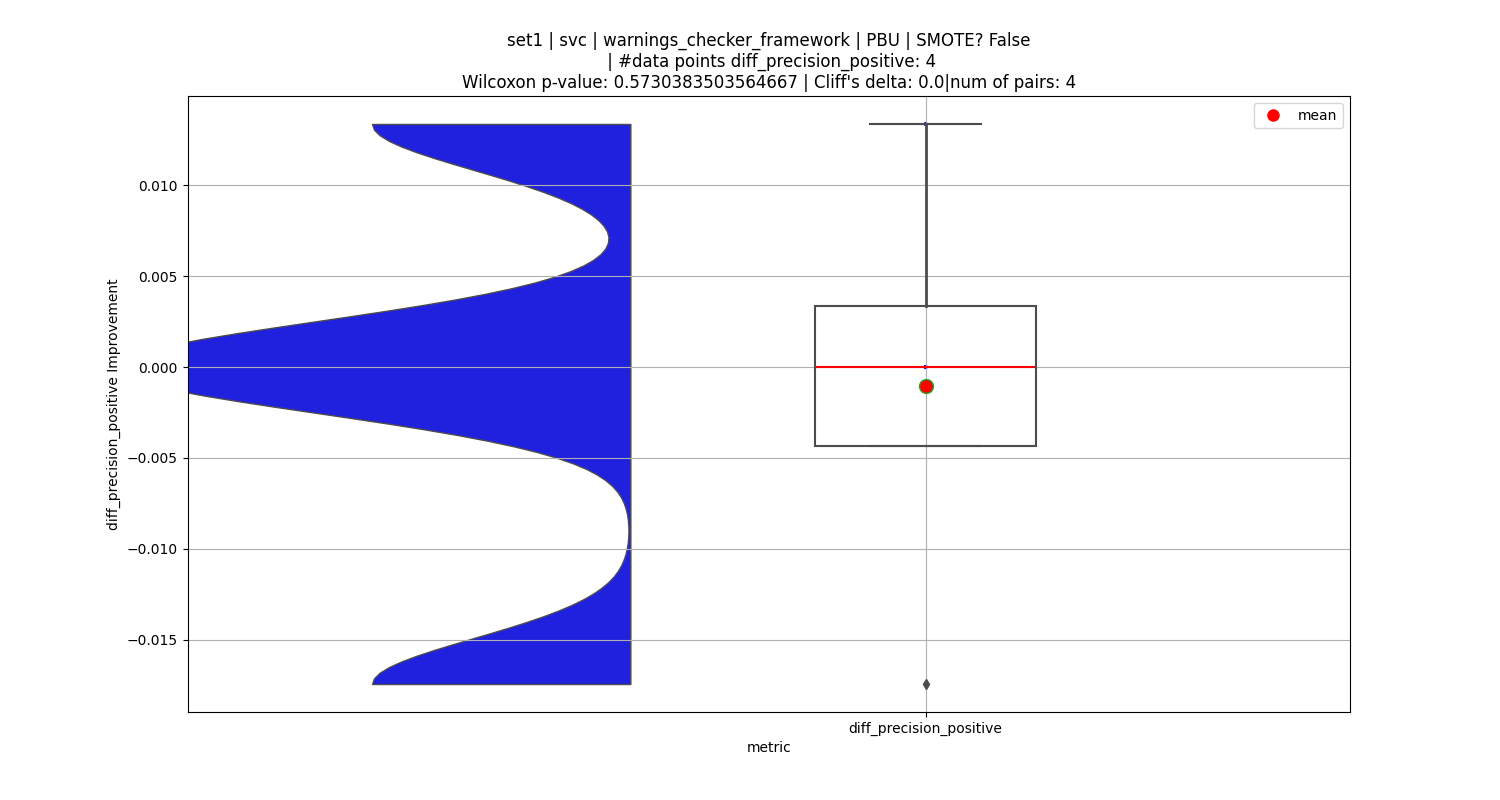 set1 | svc | warnings_checker_framework | PBU | SMOTE? False
| #data points diff_precision_positive: 4
Wilcoxon p-value: 0.5730383503564667 | Cliff's delta: 0.0|num of pairs: 4
mean
0.010
0.005
0.000
−0.005
−0.010
−0.015
diff_precision_positive Improvement
diff_precision_positive
metric